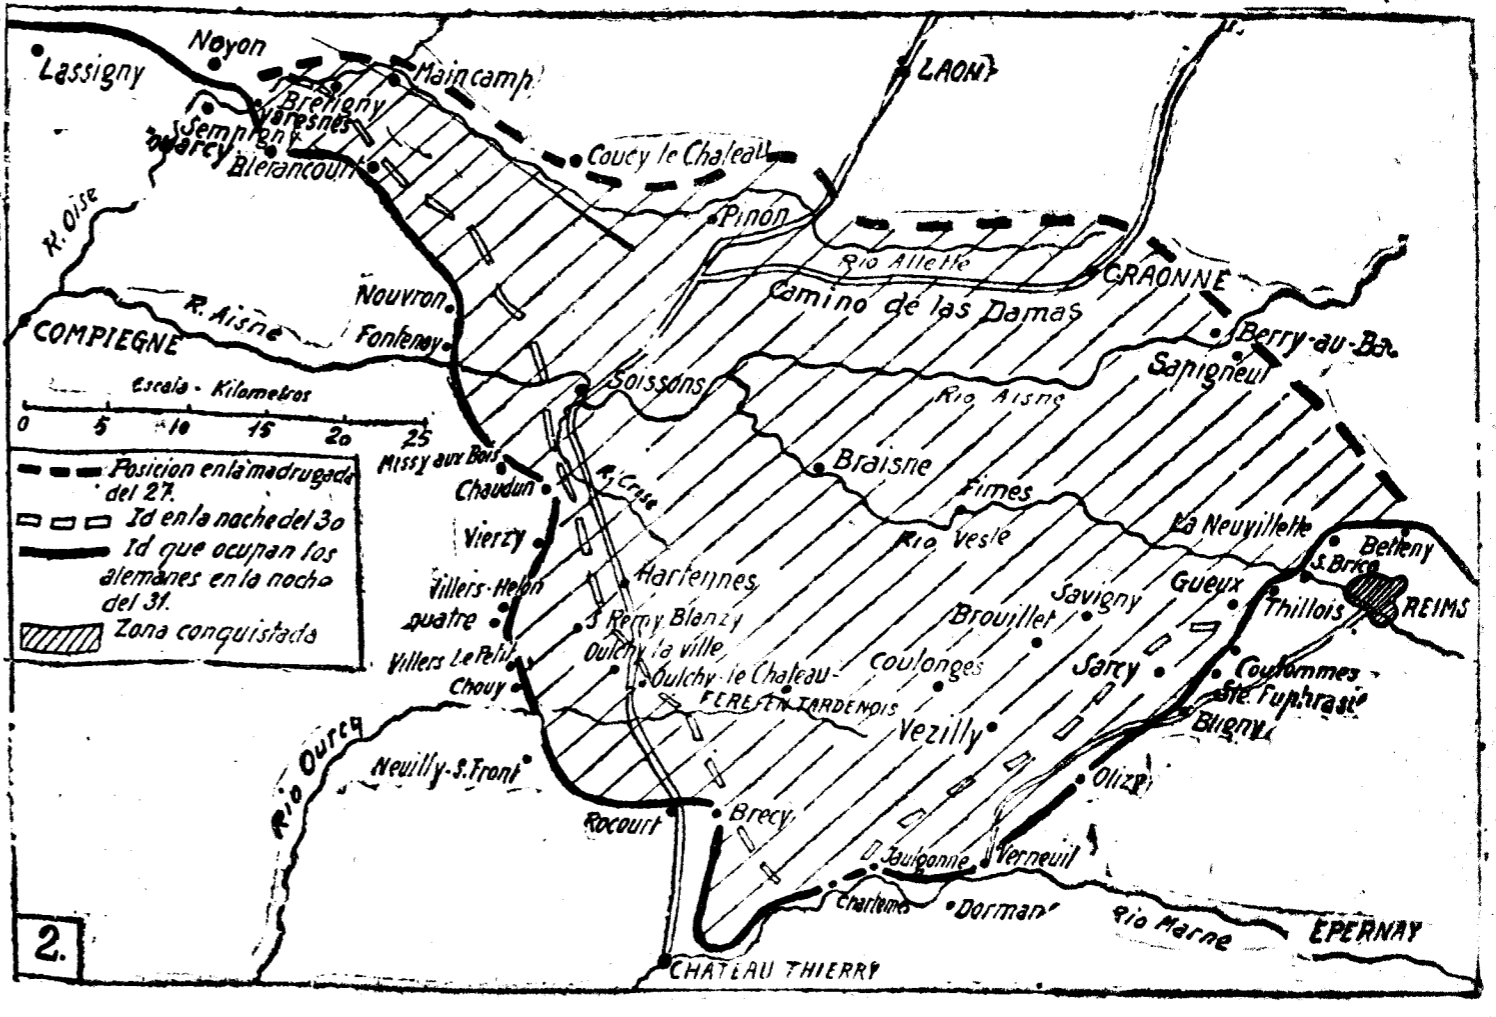 Noyon
Lassigny
Maincamp
LAON
Bretigny
Varesnes
Sempigny
Ourcy
Blerancourt
Coucy le Chateau
R. Oise
Pinon
Rio Allette
CRAONNE
Camino de las Damas
Nouvron
R. Aisne
Fontenoy
COMPIEGNE
Berry-au-Bac
Sapigneul
Escala - Kilometros
0 5 10 15 20 25
Soissons
Rio Aisne
Posicion en la madrugada
del 27.
Id en la noche del 30
Id que ocupan los
alemanes en la noche
del 31.
Zona conquistada
Missy aux Bois
Chaudun
R. Crise
Braisne
Fimes
Vierzy
Rio Vesle
La Neuvillette
Betteny
S. Brice
Villers-Helon
Hartennes
Gueux
Thillois
REIMS
Savigny
Brouillet
quatre
S Remy Blanzy
Oulchy la ville
Villers Le Petit
Oulchy-le Chateau-
Coulonges
Sarcy
Coulommes
Ste. Euphrasie
Chouy
FERE-EN TARDENOIS
Bligny
Vezilly
Rio Ourcq
Neuilly-S. Front
Olizy
Rocourt
Brecy
Jaulgonne
Verneuil
Charteves
Dormans
Rio Marne
EPERNAY
2.
CHATEAU THIERRY